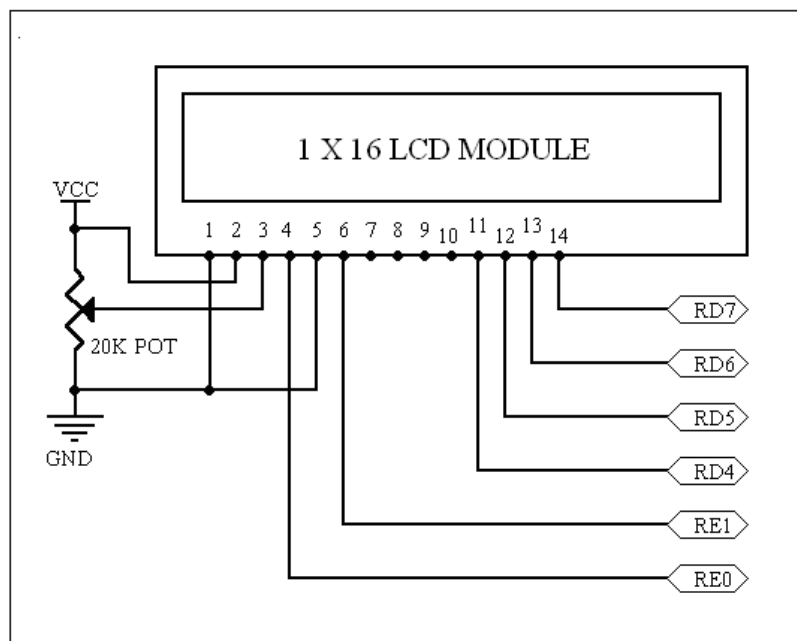 1 X 16 LCD MODULE
VCC
1 2 3 4 5 6 7 8 9 10 11 12 13 14
RD7
20K POT
RD6
RD5
GND
RD4
RE1
RE0